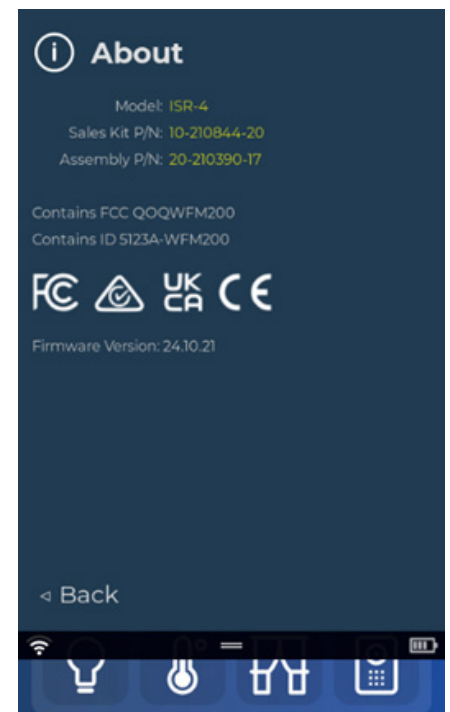 About
Model: ISR-4
Sales Kit P/N: 10-210844-20
Assembly P/N: 20-210390-17
Contains FCC QOQWFM200
Contains ID 5123A-WFM200
FC UK CA CE
Firmware Version: 24.10.21
Back